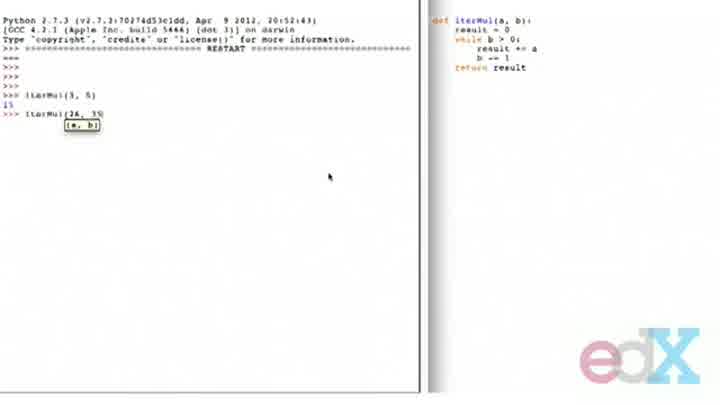 Python 2.7.3 (v2.7.3:70274d53c1dd, Apr  9 2012, 20:52:43)
[GCC 4.2.1 (Apple Inc. build 5666) (dot 3)] on darwin
Type "copyright", "credits" or "license()" for more information.
>>> ================================ RESTART ================================
===
>>>
>>>
>>>
>>> iterMul(3, 5)
15
>>> iterMul(26, 35
(a, b)
def iterMul(a, b):
    result = 0
    while b > 0:
        result += a
        b -= 1
    return result
edX